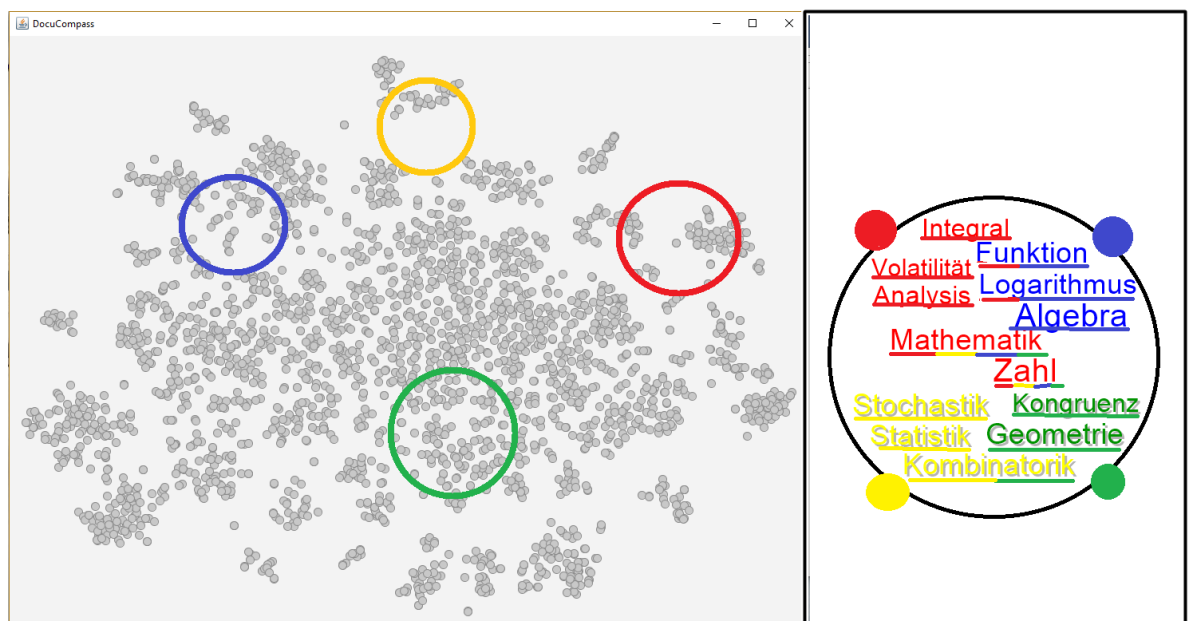 DocuCompass
Integral
Funktion
Volatilität
Logarithmus
Analysis
Algebra
Mathematik
Zahl
Stochastik
Kongruenz
Statistik
Geometrie
Kombinatorik